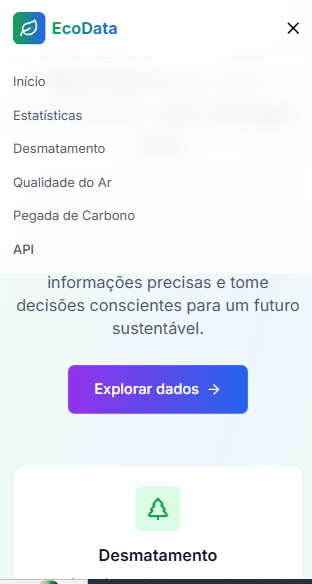 EcoData
Início
Estatísticas
Desmatamento
Qualidade do Ar
Pegada de Carbono
API
informações precisas e tome
decisões conscientes para um futuro
sustentável.
Explorar dados →
Desmatamento